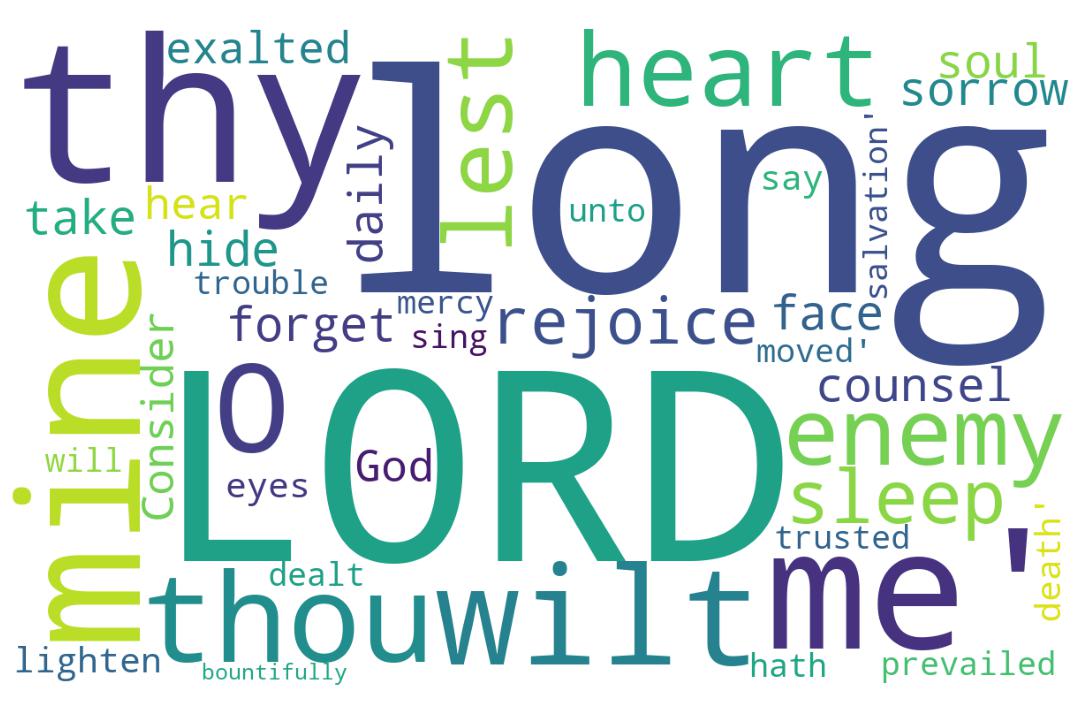 thy
exalted
long
lest
heart
soul
sorrow
daily
say
salvation'
unto
take
hear
hide
trouble
mercy
forget
sing
rejoice
face
moved'
mine
Consider
O
LORD
God
counsel
enemy
sleep
will
eyes
trusted
death'
me'
thou
wilt
dealt
lighten
bountifully
hath
prevailed